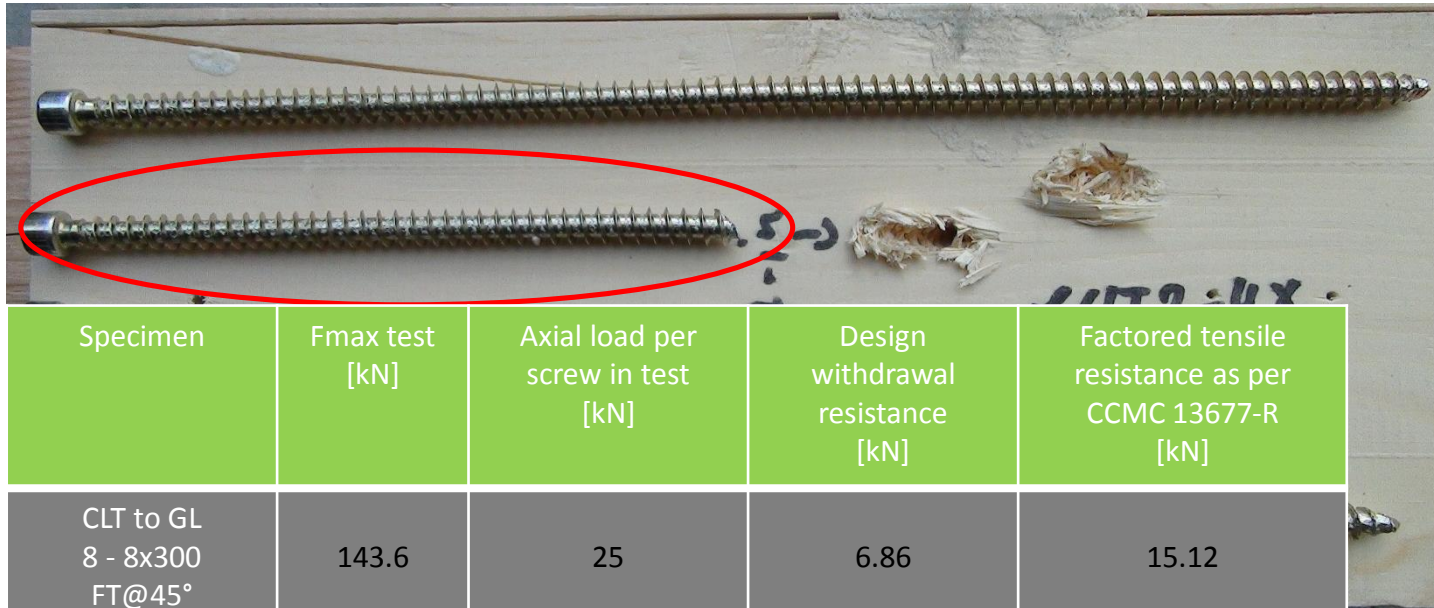 Specimen
Fmax test
[kN]
Axial load per
screw in test
[kN]
Design
withdrawal
resistance
[kN]
Factored tensile
resistance as per
CCMC 13677-R
[kN]
CLT to GL
8 - 8x300
FT@45°
143.6
25
6.86
15.12